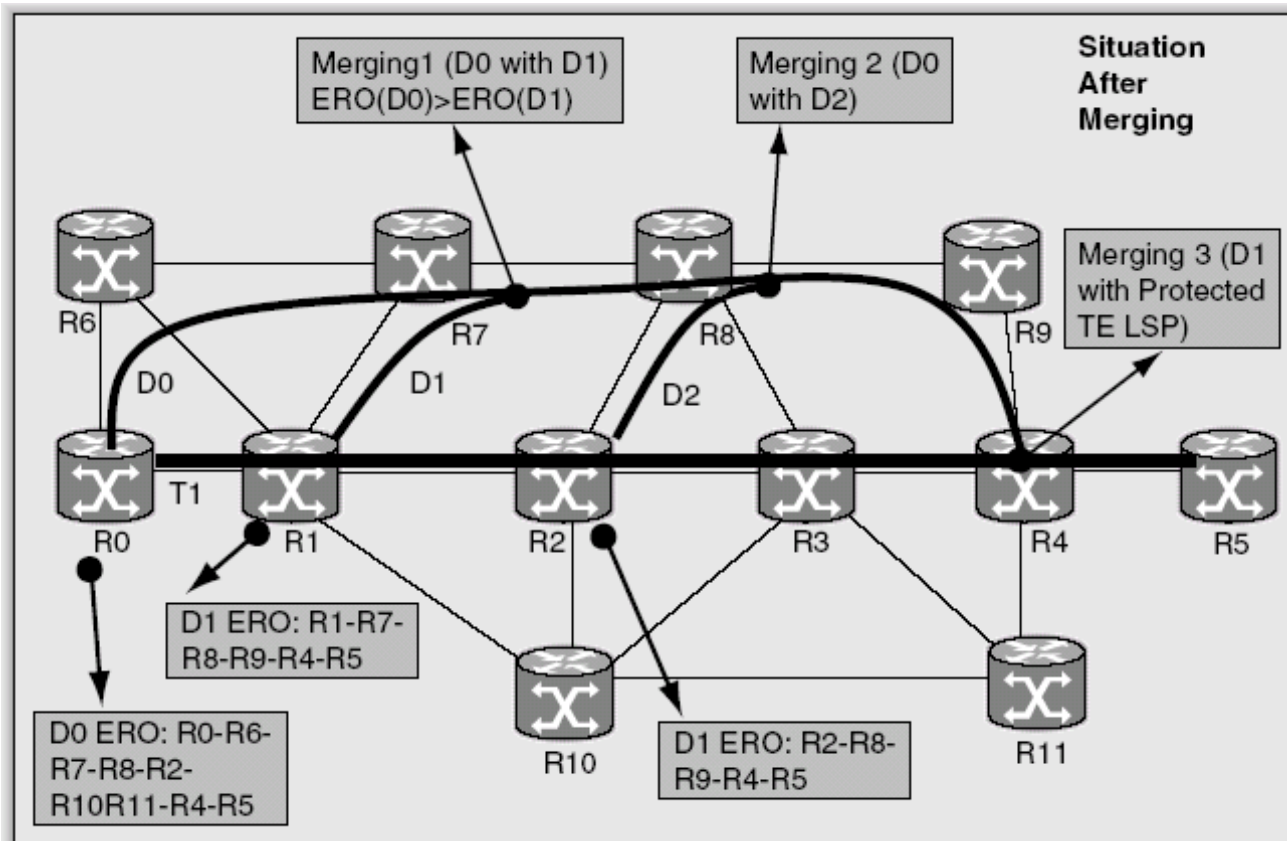 Merging1 (D0 with D1)
ERO(D0)>ERO(D1)
Merging 2 (D0
with D2)
Situation
After
Merging
Merging 3 (D1
with Protected
TE LSP)
R6
R7
R8
R9
D0
D1
D2
T1
R0
R1
R2
R3
R4
R5
D1 ERO: R1-R7-
R8-R9-R4-R5
D0 ERO: R0-R6-
R7-R8-R2-
R10R11-R4-R5
R10
D1 ERO: R2-R8-
R9-R4-R5
R11